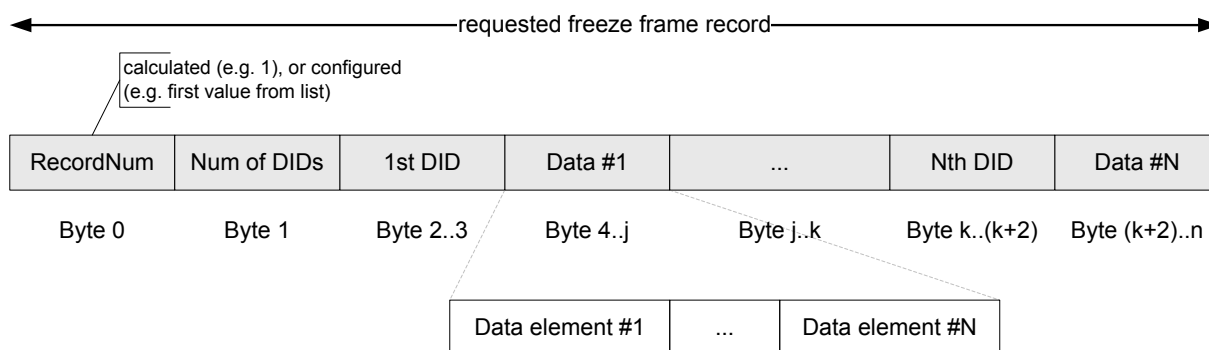 requested freeze frame record
calculated (e.g. 1), or configured
(e.g. first value from list)
RecordNum Num of DIDs 1st DID Data #1 ... Nth DID Data #N
Byte 0 Byte 1 Byte 2..3 Byte 4..j Byte j..k Byte k..(k+2) Byte (k+2)..n
Data element #1 ... Data element #N